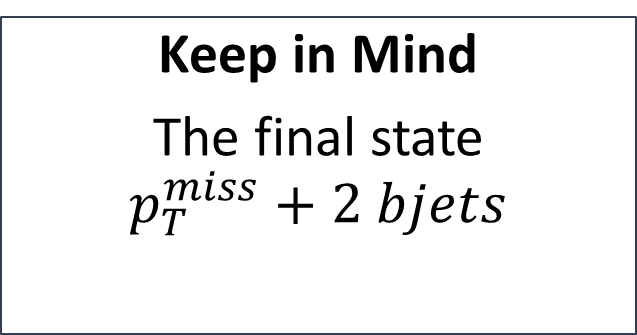 Keep in Mind
The final state
$p_T^{miss} + 2\ bjets$